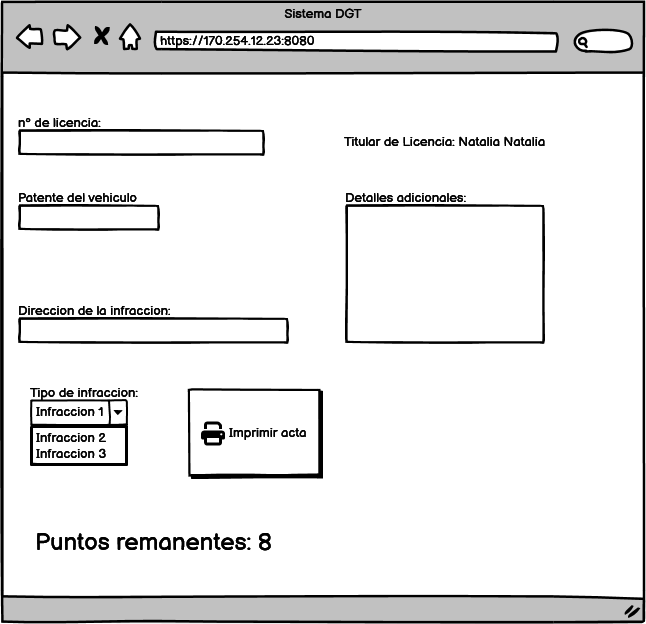 Sistema DGT
https://170.254.12.23:8080
nº de licencia:
Titular de Licencia: Natalia Natalia
Patente del vehiculo
Detalles adicionales:
Direccion de la infraccion:
Tipo de infraccion:
Infraccion 1
Infraccion 2
Infraccion 3
Imprimir acta
Puntos remanentes: 8